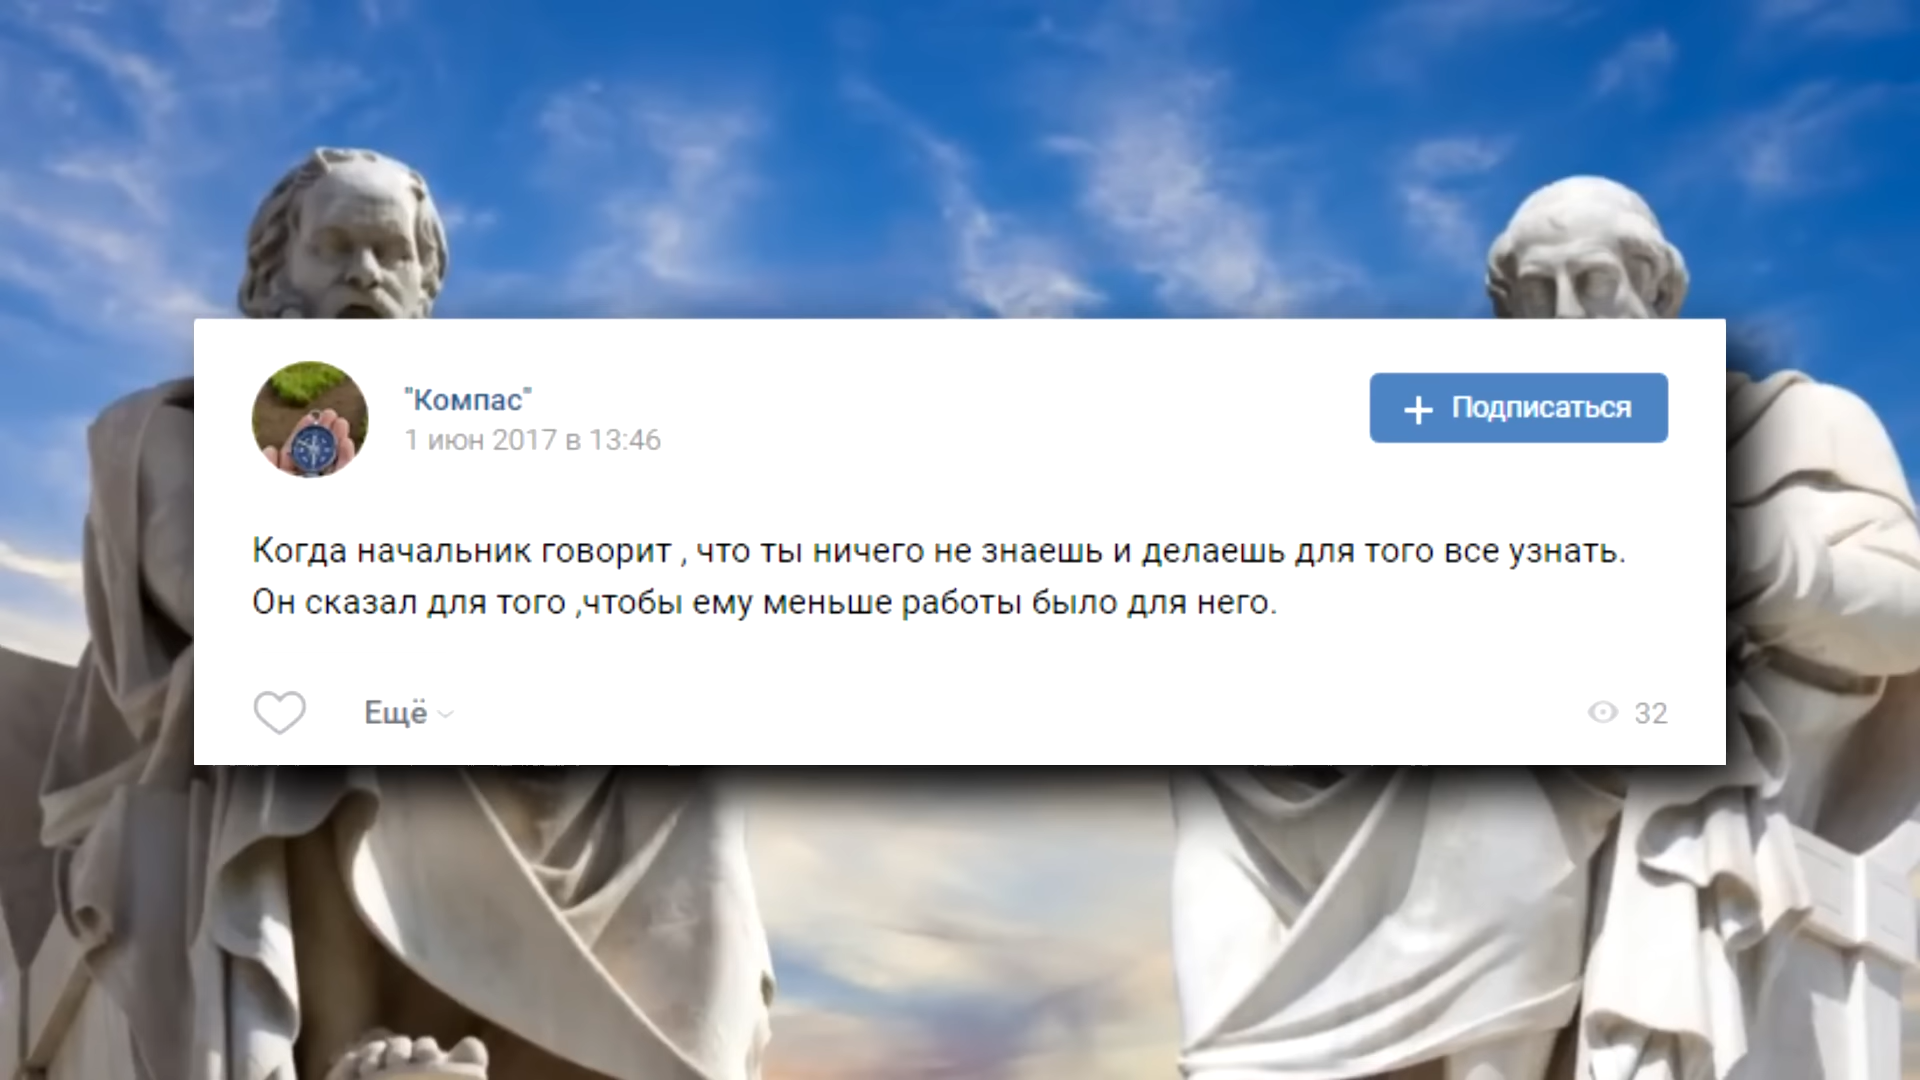 "Компас"
1 июн 2017 в 13:46
Подписаться
Когда начальник говорит , что ты ничего не знаешь и делаешь для того все узнать.
Он сказал для того ,чтобы ему меньше работы было для него.
Ещё
32